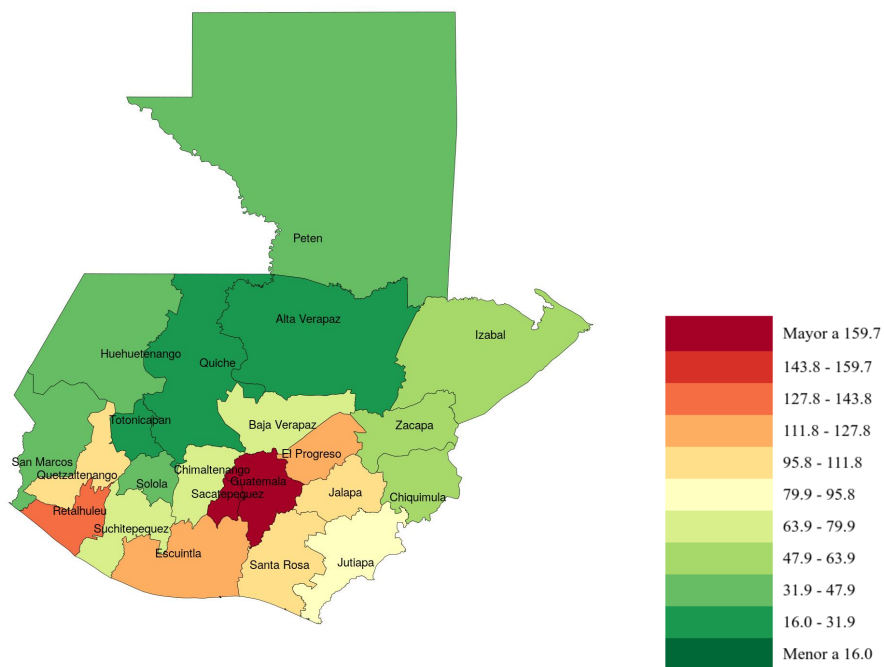 Peten
Alta Verapaz
Izabal
Huehuetenango
Quiche
Totonicapan
Baja Verapaz
Zacapa
El Progreso
San Marcos
Quetzaltenango
Chimaltenango
Solola
Guatemala
Sacatepequez
Jalapa
Chiquimula
Retalhuleu
Suchitepequez
Escuintla
Santa Rosa
Jutiapa
Mayor a 159.7
143.8 - 159.7
127.8 - 143.8
111.8 - 127.8
95.8 - 111.8
79.9 - 95.8
63.9 - 79.9
47.9 - 63.9
31.9 - 47.9
16.0 - 31.9
Menor a 16.0